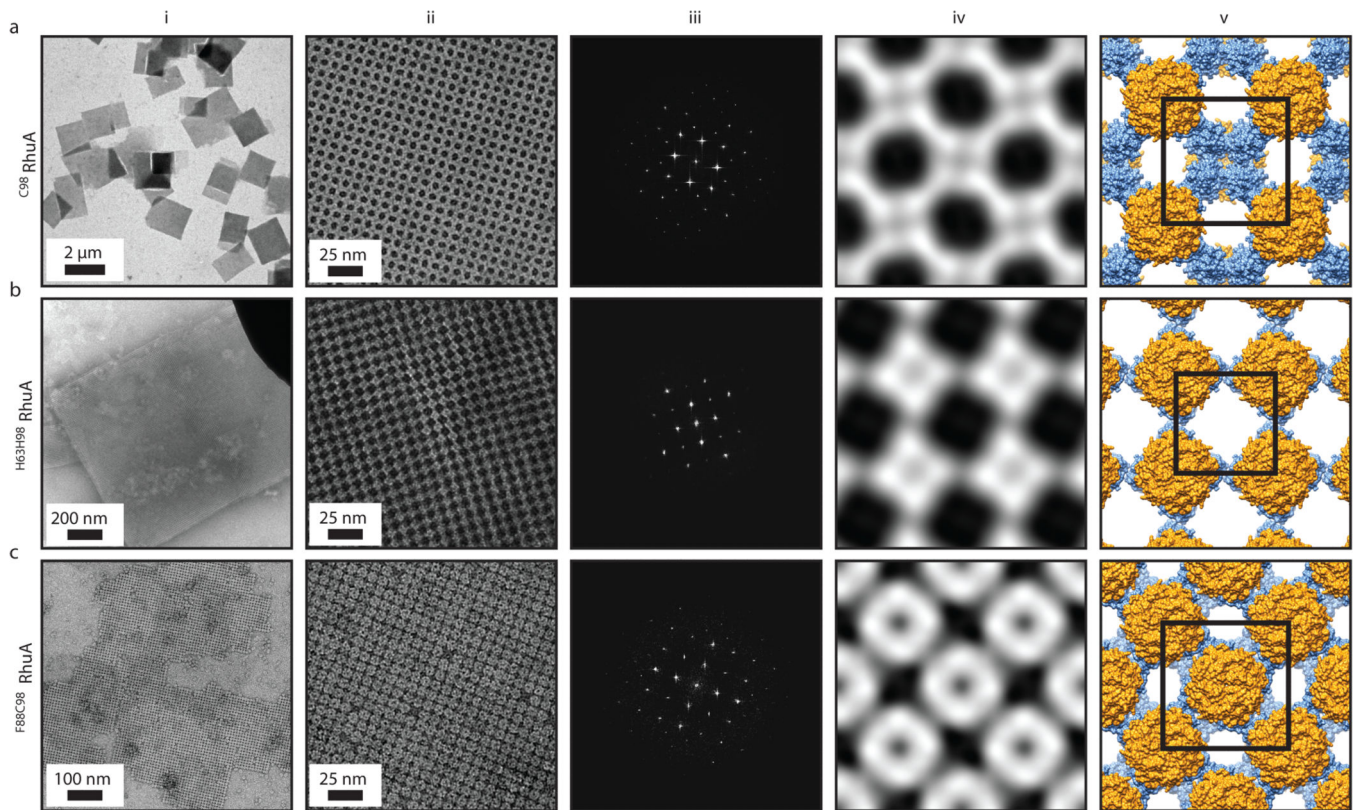 i ii iii iv v
a
C98 RhuA
2 μm
25 nm
b
H63H98 RhuA
200 nm
25 nm
c
F88C98 RhuA
100 nm
25 nm